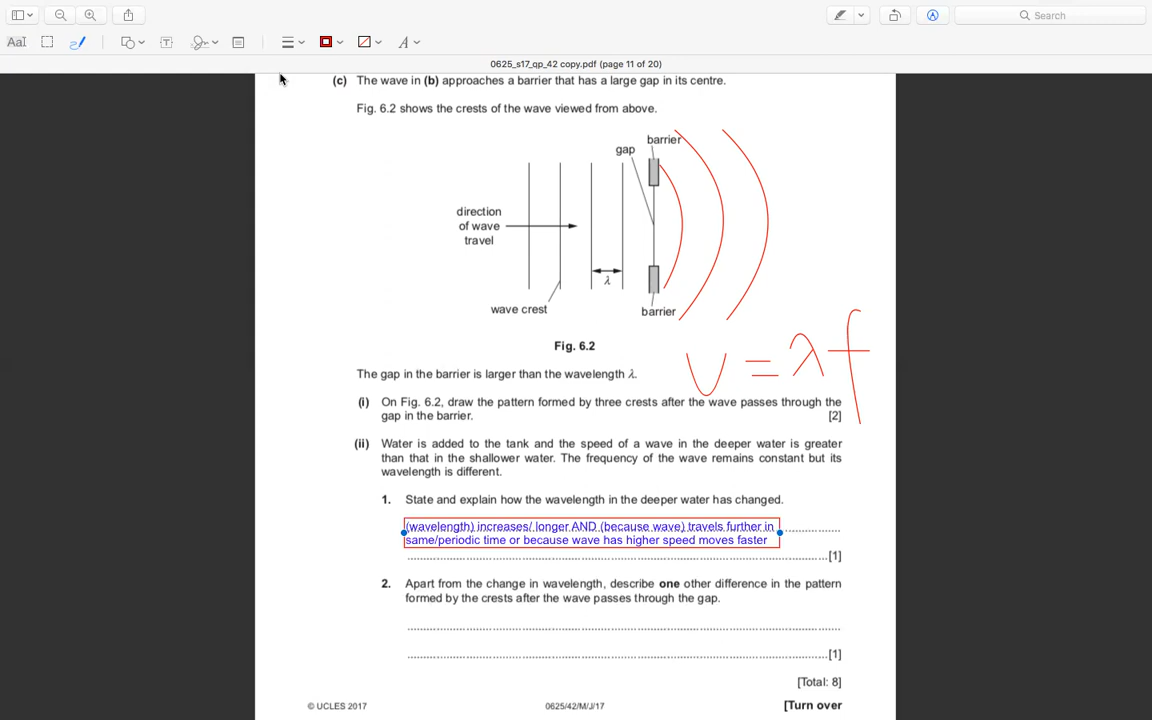 Search
AaI
A
0625_s17_qp_42 copy.pdf (page 11 of 20)
(c) The wave in (b) approaches a barrier that has a large gap in its centre.
Fig. 6.2 shows the crests of the wave viewed from above.
barrier
gap
direction
of wave
travel
λ
wave crest
barrier
Fig. 6.2
v = λf
The gap in the barrier is larger than the wavelength λ.
(i) On Fig. 6.2, draw the pattern formed by three crests after the wave passes through the
gap in the barrier. [2]
(ii) Water is added to the tank and the speed of a wave in the deeper water is greater
than that in the shallower water. The frequency of the wave remains constant but its
wavelength is different.
1. State and explain how the wavelength in the deeper water has changed.
(wavelength) increases/ longer AND (because wave) travels further in
same/periodic time or because wave has higher speed moves faster
[1]
2. Apart from the change in wavelength, describe one other difference in the pattern
formed by the crests after the wave passes through the gap.
[1]
[Total: 8]
© UCLES 2017 0625/42/M/J/17 [Turn over